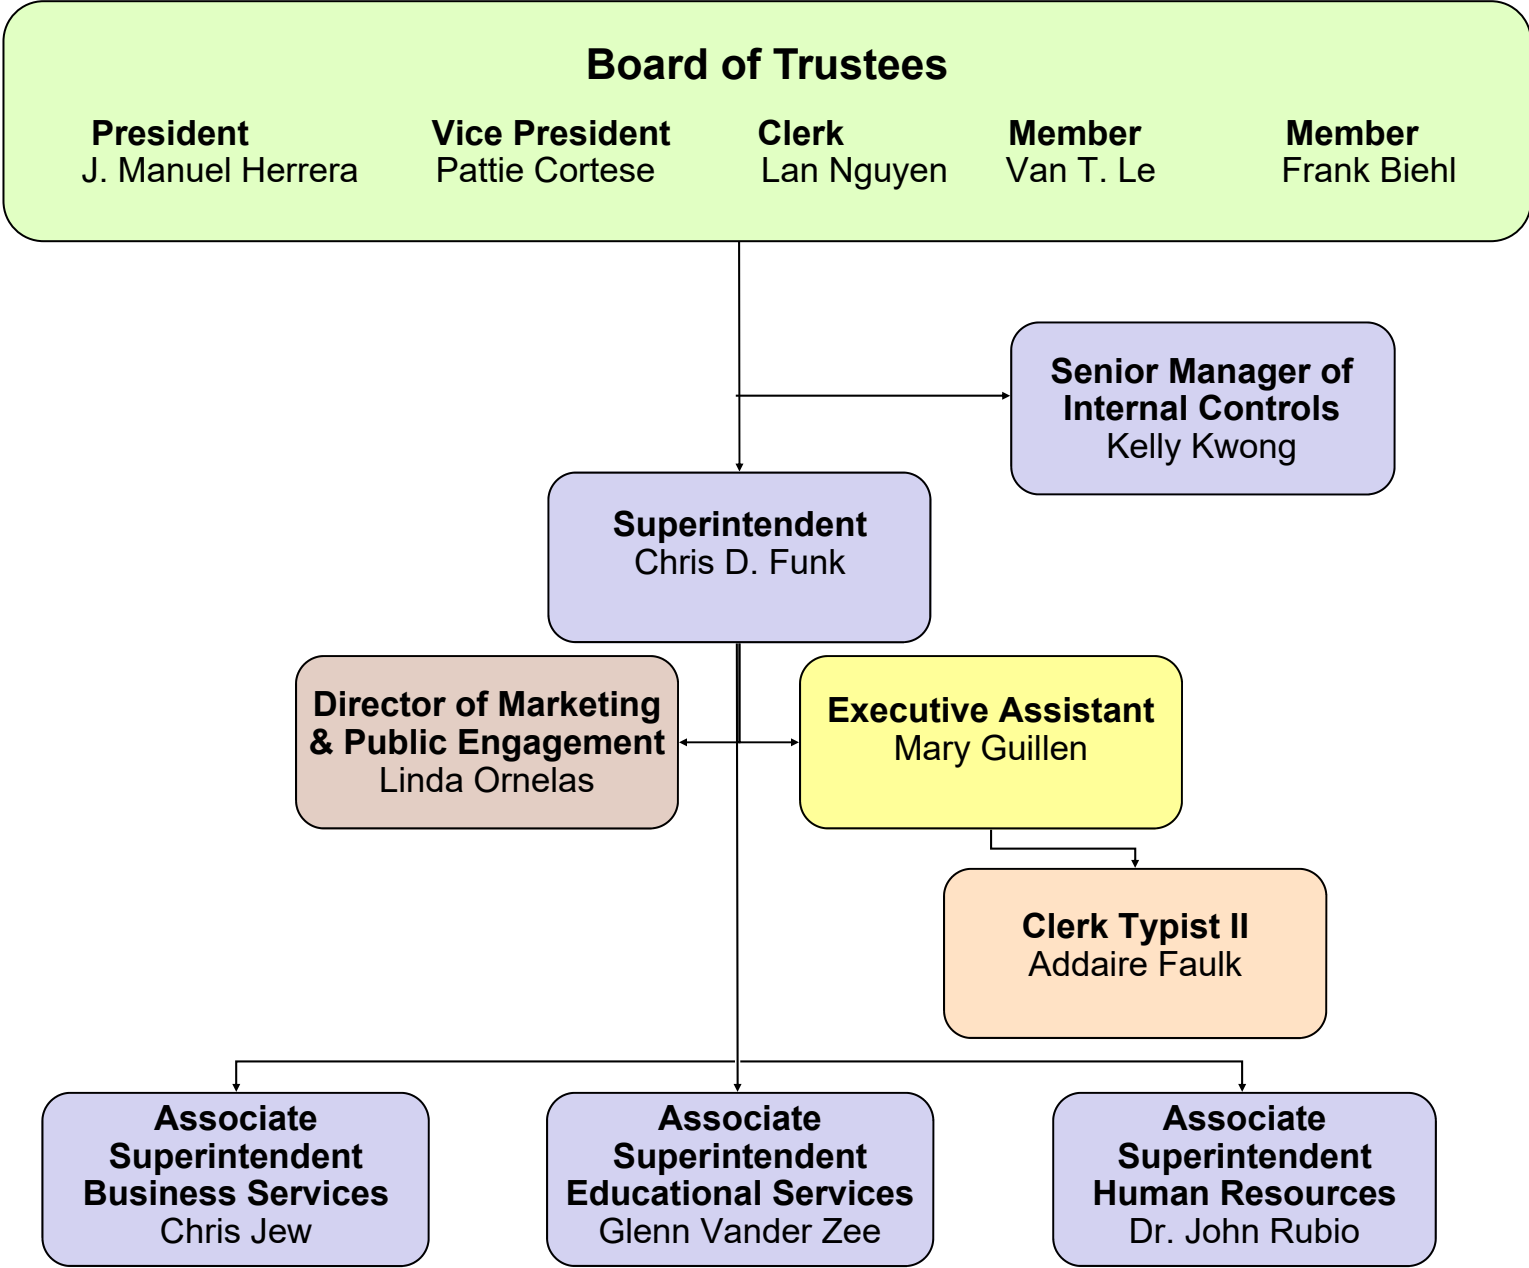 Board of Trustees
President Vice President Clerk Member Member
J. Manuel Herrera Pattie Cortese Lan Nguyen Van T. Le Frank Biehl
Senior Manager of
Internal Controls
Kelly Kwong
Superintendent
Chris D. Funk
Director of Marketing
& Public Engagement
Linda Ornelas
Executive Assistant
Mary Guillen
Clerk Typist II
Addaire Faulk
Associate
Superintendent
Business Services
Chris Jew
Associate
Superintendent
Educational Services
Glenn Vander Zee
Associate
Superintendent
Human Resources
Dr. John Rubio